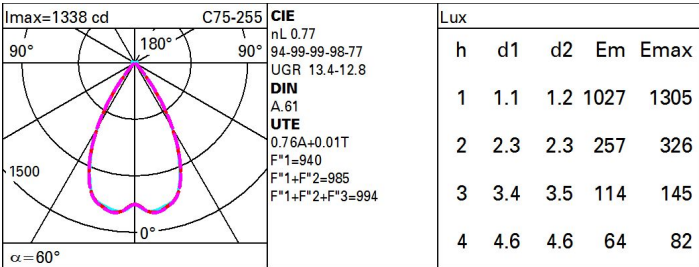 Imax=1338 cd C75-255
90° 180° 90°
1500
0°
α=60°
CIE
nL 0.77
94-99-99-98-77
UGR 13.4-12.8
DIN
A.61
UTE
0.76A+0.01T
F"1=940
F"1+F"2=985
F"1+F"2+F"3=994
Lux
h d1 d2 Em Emax
1 1.1 1.2 1027 1305
2 2.3 2.3 257 326
3 3.4 3.5 114 145
4 4.6 4.6 64 82